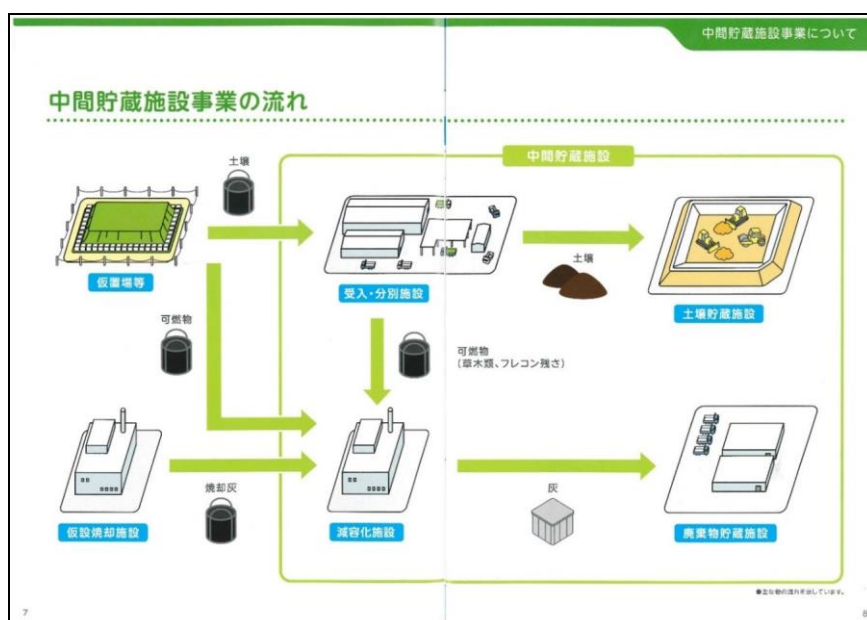 中間貯蔵施設事業について
中間貯蔵施設事業の流れ
中間貯蔵施設
土壌
仮置場等
受入・分別施設
土壌
土壌貯蔵施設
可燃物
可燃物
(草木類、フレコン残さ)
仮設焼却施設
焼却灰
減容化施設
灰
廃棄物貯蔵施設
●主な物の流れを示しています。
7
8